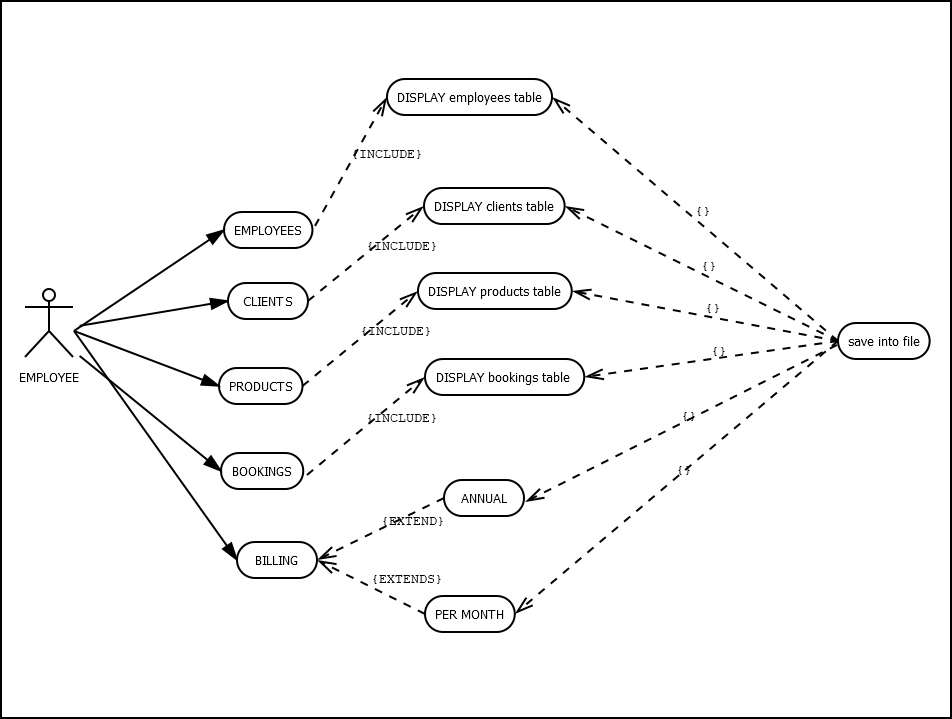 DISPLAY employees table
{INCLUDE}
DISPLAY clients table
{}
EMPLOYEES
{INCLUDE}
{}
CLIENTS
DISPLAY products table
{}
{INCLUDE}
save into file
{}
EMPLOYEE
PRODUCTS
DISPLAY bookings table
{INCLUDE}
{}
BOOKINGS
{}
ANNUAL
{EXTEND}
BILLING
{EXTENDS}
PER MONTH